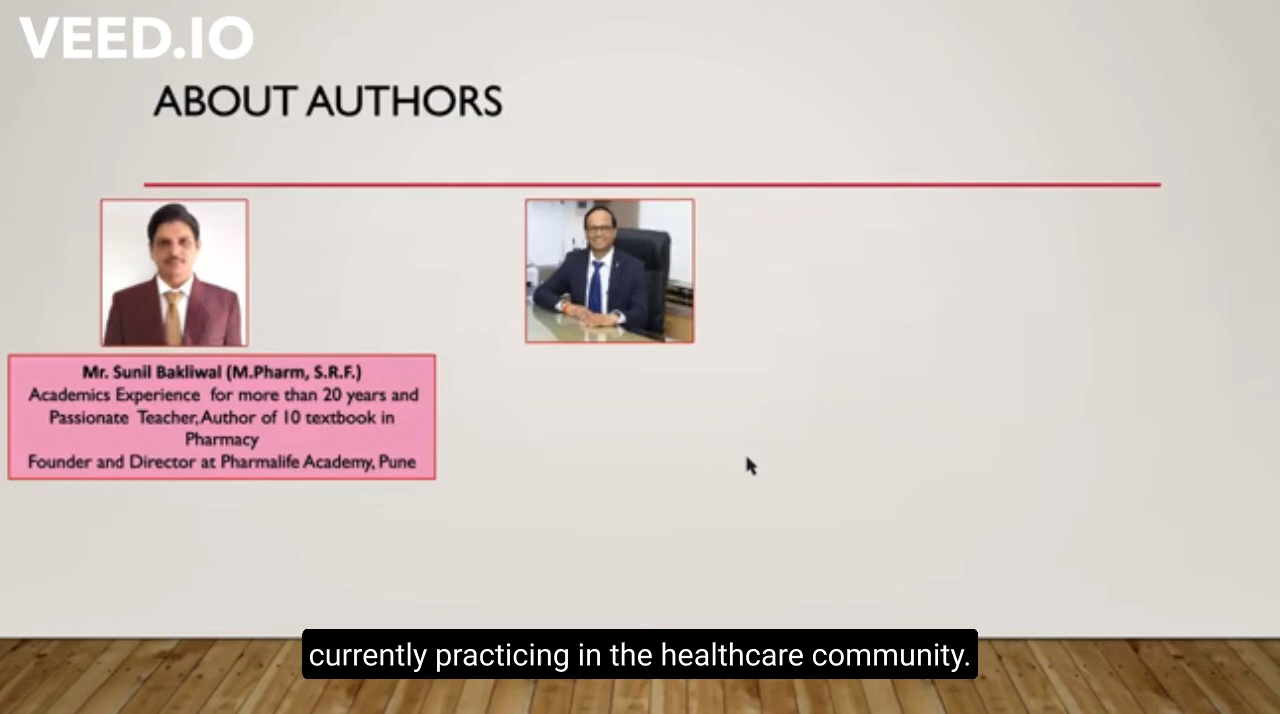 VEED.IO
ABOUT AUTHORS
Mr. Sunil Bakliwal (M.Pharm, S.R.F.)
Academics Experience for more than 20 years and
Passionate Teacher, Author of 10 textbook in
Pharmacy
Founder and Director at Pharmalife Academy, Pune
currently practicing in the healthcare community.